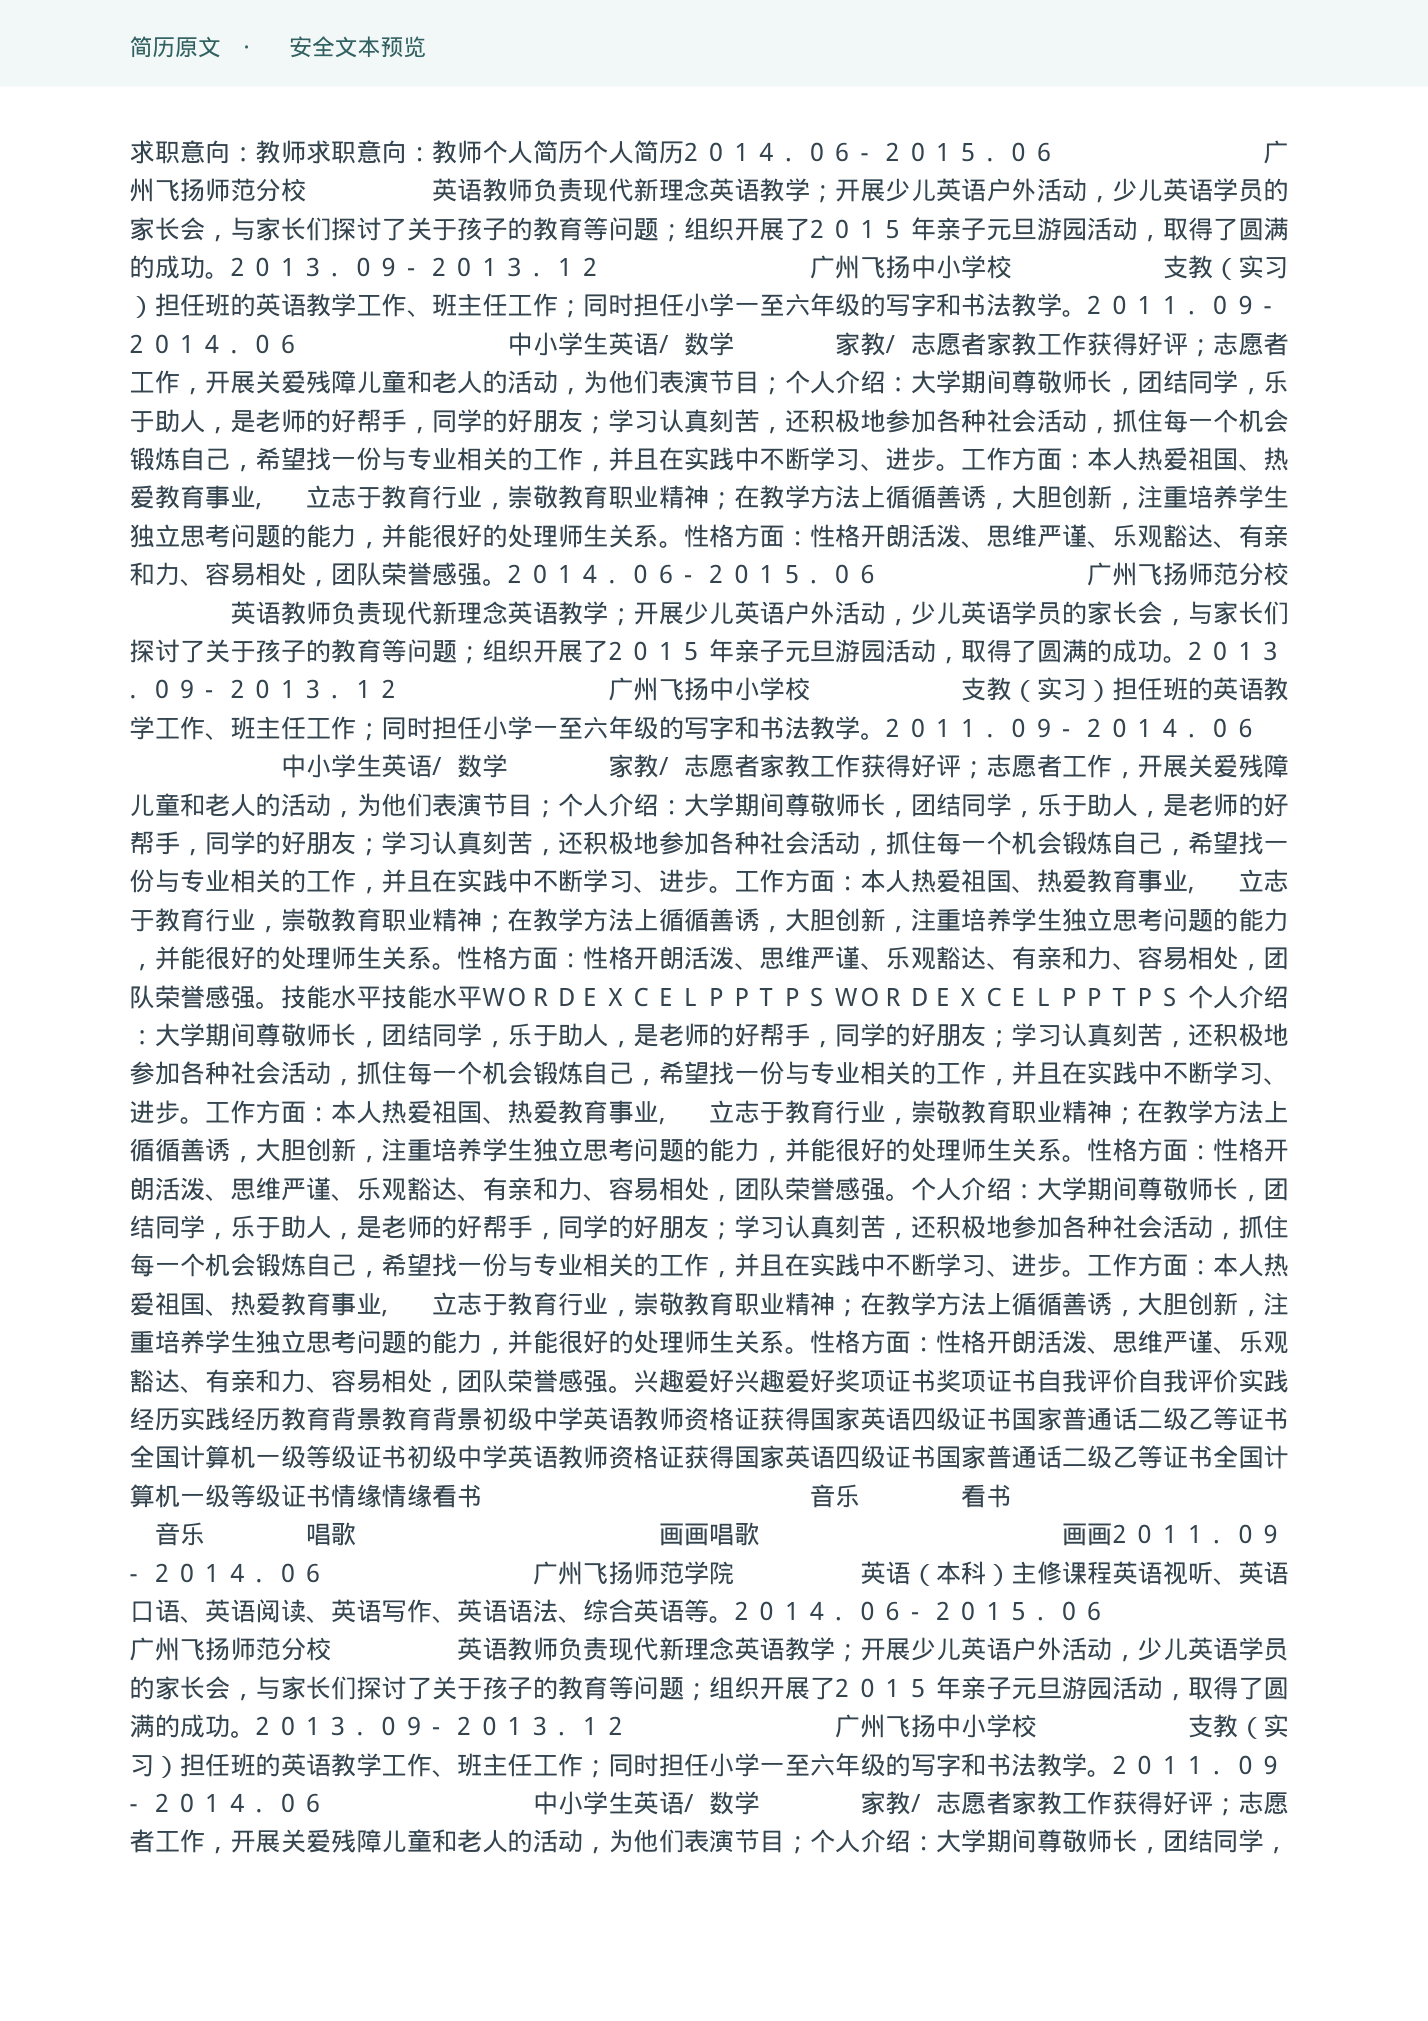 简历原文 · 安全文本预览
求职意向：教师求职意向：教师个人简历个人简历2014.06-2015.06 广
州飞扬师范分校 英语教师负责现代新理念英语教学；开展少儿英语户外活动，少儿英语学员的
家长会，与家长们探讨了关于孩子的教育等问题；组织开展了2015年亲子元旦游园活动，取得了圆满
的成功。2013.09-2013.12 广州飞扬中小学校 支教（实习
）担任班的英语教学工作、班主任工作；同时担任小学一至六年级的写字和书法教学。2011.09-
2014.06 中小学生英语/ 数学 家教/ 志愿者家教工作获得好评；志愿者
工作，开展关爱残障儿童和老人的活动，为他们表演节目；个人介绍：大学期间尊敬师长，团结同学，乐
于助人，是老师的好帮手，同学的好朋友；学习认真刻苦，还积极地参加各种社会活动，抓住每一个机会
锻炼自己，希望找一份与专业相关的工作，并且在实践中不断学习、进步。工作方面：本人热爱祖国、热
爱教育事业, 立志于教育行业，崇敬教育职业精神；在教学方法上循循善诱，大胆创新，注重培养学生
独立思考问题的能力，并能很好的处理师生关系。性格方面：性格开朗活泼、思维严谨、乐观豁达、有亲
和力、容易相处，团队荣誉感强。2014.06-2015.06 广州飞扬师范分校
英语教师负责现代新理念英语教学；开展少儿英语户外活动，少儿英语学员的家长会，与家长们
探讨了关于孩子的教育等问题；组织开展了2015年亲子元旦游园活动，取得了圆满的成功。2013
.09-2013.12 广州飞扬中小学校 支教（实习）担任班的英语教
学工作、班主任工作；同时担任小学一至六年级的写字和书法教学。2011.09-2014.06
中小学生英语/ 数学 家教/ 志愿者家教工作获得好评；志愿者工作，开展关爱残障
儿童和老人的活动，为他们表演节目；个人介绍：大学期间尊敬师长，团结同学，乐于助人，是老师的好
帮手，同学的好朋友；学习认真刻苦，还积极地参加各种社会活动，抓住每一个机会锻炼自己，希望找一
份与专业相关的工作，并且在实践中不断学习、进步。工作方面：本人热爱祖国、热爱教育事业, 立志
于教育行业，崇敬教育职业精神；在教学方法上循循善诱，大胆创新，注重培养学生独立思考问题的能力
，并能很好的处理师生关系。性格方面：性格开朗活泼、思维严谨、乐观豁达、有亲和力、容易相处，团
队荣誉感强。技能水平技能水平WORDEXCELPPTPSWORDEXCELPPTPS个人介绍
：大学期间尊敬师长，团结同学，乐于助人，是老师的好帮手，同学的好朋友；学习认真刻苦，还积极地
参加各种社会活动，抓住每一个机会锻炼自己，希望找一份与专业相关的工作，并且在实践中不断学习、
进步。工作方面：本人热爱祖国、热爱教育事业, 立志于教育行业，崇敬教育职业精神；在教学方法上
循循善诱，大胆创新，注重培养学生独立思考问题的能力，并能很好的处理师生关系。性格方面：性格开
朗活泼、思维严谨、乐观豁达、有亲和力、容易相处，团队荣誉感强。个人介绍：大学期间尊敬师长，团
结同学，乐于助人，是老师的好帮手，同学的好朋友；学习认真刻苦，还积极地参加各种社会活动，抓住
每一个机会锻炼自己，希望找一份与专业相关的工作，并且在实践中不断学习、进步。工作方面：本人热
爱祖国、热爱教育事业, 立志于教育行业，崇敬教育职业精神；在教学方法上循循善诱，大胆创新，注
重培养学生独立思考问题的能力，并能很好的处理师生关系。性格方面：性格开朗活泼、思维严谨、乐观
豁达、有亲和力、容易相处，团队荣誉感强。兴趣爱好兴趣爱好奖项证书奖项证书自我评价自我评价实践
经历实践经历教育背景教育背景初级中学英语教师资格证获得国家英语四级证书国家普通话二级乙等证书
全国计算机一级等级证书初级中学英语教师资格证获得国家英语四级证书国家普通话二级乙等证书全国计
算机一级等级证书情缘情缘看书 音乐 看书
音乐 唱歌 画画唱歌 画画2011.09
-2014.06 广州飞扬师范学院 英语（本科）主修课程英语视听、英语
口语、英语阅读、英语写作、英语语法、综合英语等。2014.06-2015.06
广州飞扬师范分校 英语教师负责现代新理念英语教学；开展少儿英语户外活动，少儿英语学员
的家长会，与家长们探讨了关于孩子的教育等问题；组织开展了2015年亲子元旦游园活动，取得了圆
满的成功。2013.09-2013.12 广州飞扬中小学校 支教（实
习）担任班的英语教学工作、班主任工作；同时担任小学一至六年级的写字和书法教学。2011.09
-2014.06 中小学生英语/ 数学 家教/ 志愿者家教工作获得好评；志愿
者工作，开展关爱残障儿童和老人的活动，为他们表演节目；个人介绍：大学期间尊敬师长，团结同学，